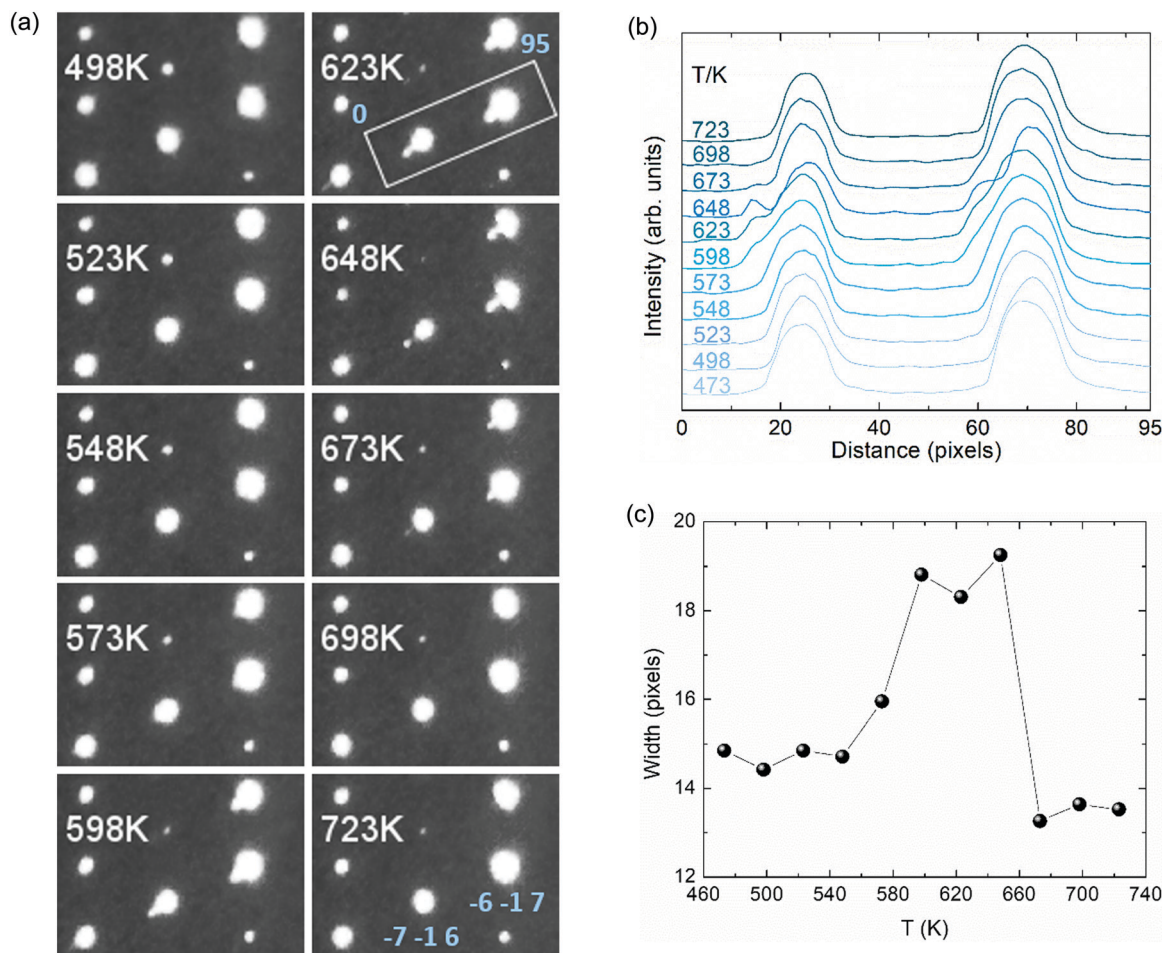 (a)
498K
623K
95
0
523K
648K
548K
673K
573K
698K
598K
723K
-6 -1 7
-7 -1 6
(b)
T/K
723
698
673
648
623
598
573
548
523
498
473
Intensity (arb. units)
0 20 40 60 80 95
Distance (pixels)
(c)
20
18
16
14
12
Width (pixels)
460 500 540 580 620 660 700 740
T (K)